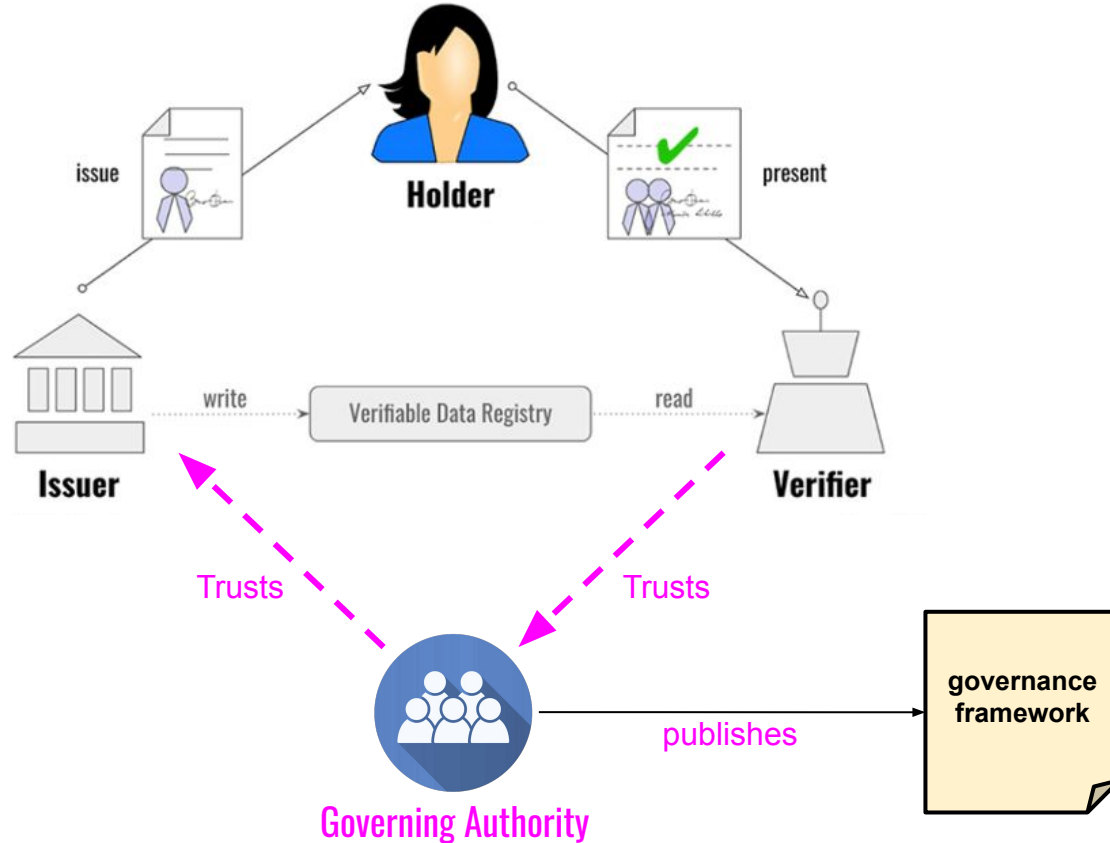 issue
present
Holder
write
Verifiable Data Registry
read
Issuer
Verifier
Trusts
Trusts
governance
framework
publishes
Governing Authority